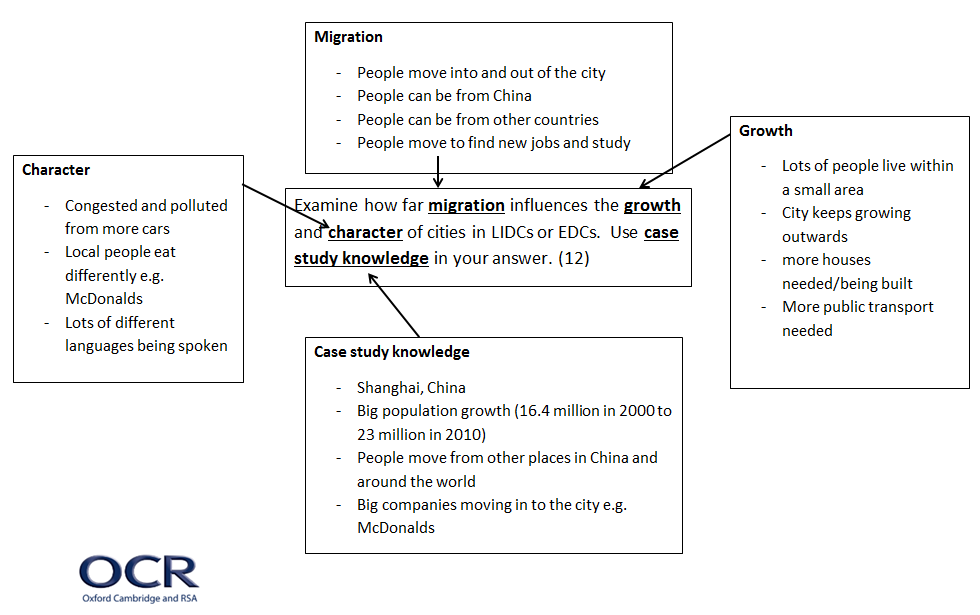 Migration
- People move into and out of the city
- People can be from China
- People can be from other countries
- People move to find new jobs and study
Growth
- Lots of people live within
a small area
- City keeps growing
outwards
- more houses
needed/being built
- More public transport
needed
Character
- Congested and polluted
from more cars
- Local people eat
differently e.g.
McDonalds
- Lots of different
languages being spoken
Examine how far migration influences the growth
and character of cities in LIDCs or EDCs. Use case
study knowledge in your answer. (12)
Case study knowledge
- Shanghai, China
- Big population growth (16.4 million in 2000 to
23 million in 2010)
- People move from other places in China and
around the world
- Big companies moving in to the city e.g.
McDonalds
OCR
Oxford Cambridge and RSA